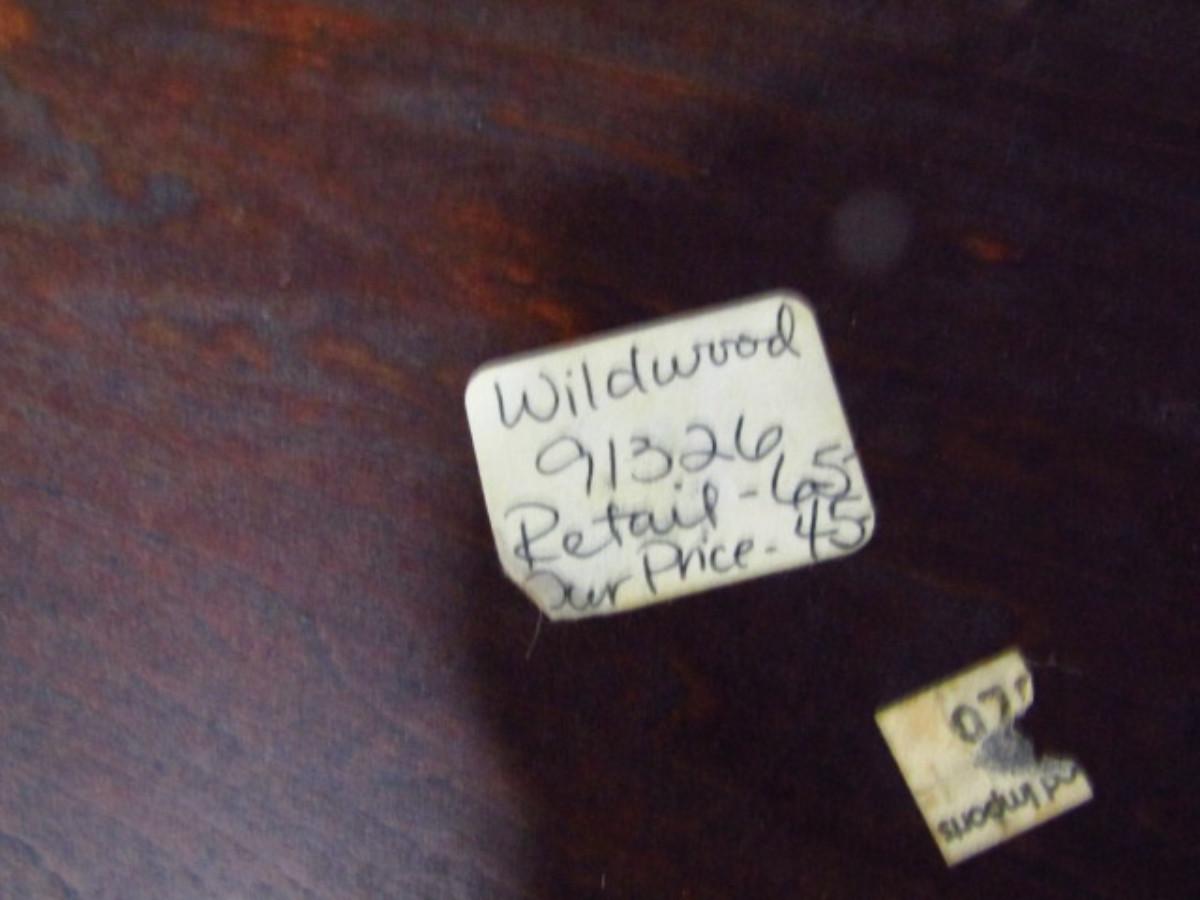 Wildwood
91326
Retail - 65
Our Price - 45